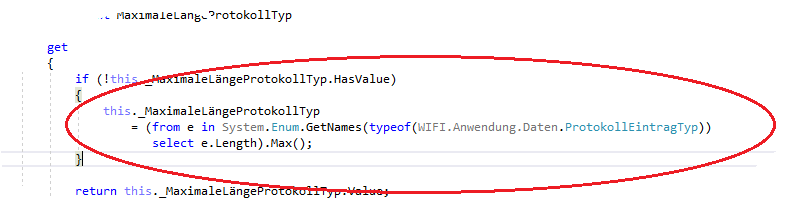 MaximaleLängeProtokollTyp
get
{
if (!this._MaximaleLängeProtokollTyp.HasValue)
{
this._MaximaleLängeProtokollTyp
= (from e in System.Enum.GetNames(typeof(WIFI.Anwendung.Daten.ProtokollEintragTyp))
select e.Length).Max();
}
return this._MaximaleLängeProtokollTyp.Value;